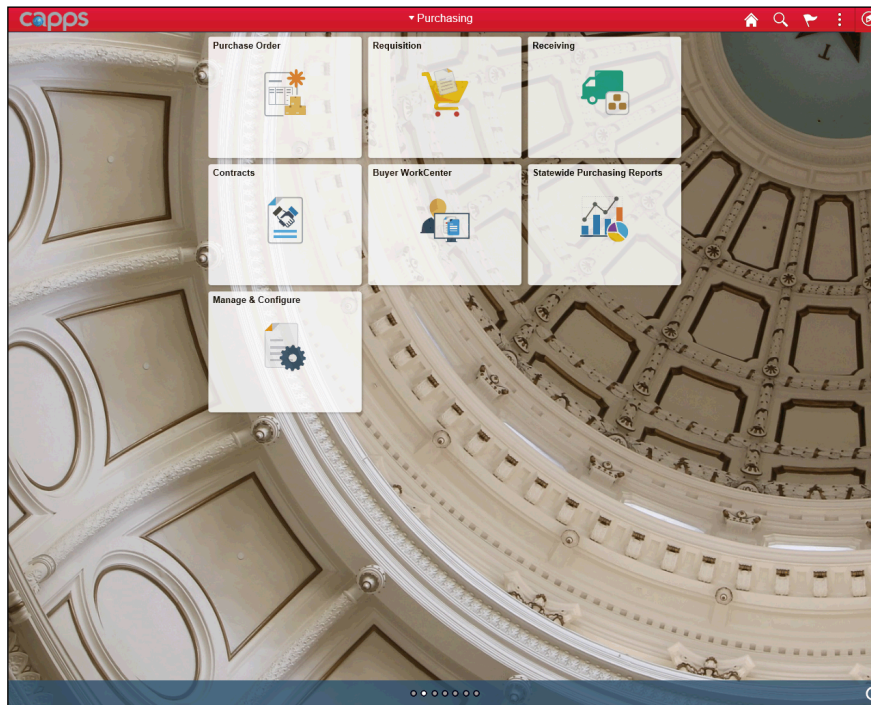 capps
Purchasing
Purchase Order
Requisition
Receiving
Contracts
Buyer WorkCenter
Statewide Purchasing Reports
Manage & Configure